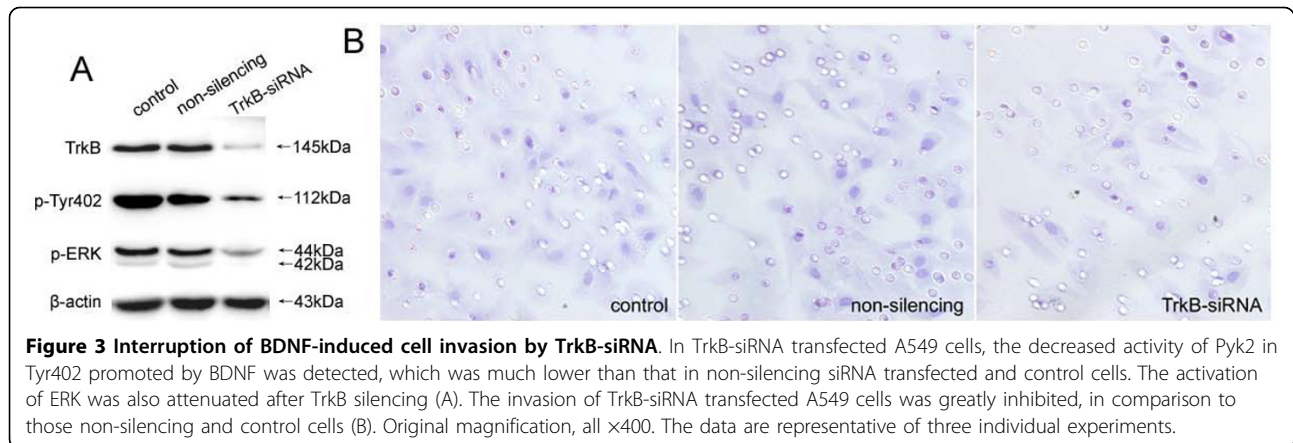 A
B
control non-silencing TrkB-siRNA
TrkB ←145kDa
p-Tyr402 ←112kDa
p-ERK ←44kDa
←42kDa
β-actin ←43kDa
control non-silencing TrkB-siRNA
Figure 3 Interruption of BDNF-induced cell invasion by TrkB-siRNA. In TrkB-siRNA transfected A549 cells, the decreased activity of Pyk2 in
Tyr402 promoted by BDNF was detected, which was much lower than that in non-silencing siRNA transfected and control cells. The activation
of ERK was also attenuated after TrkB silencing (A). The invasion of TrkB-siRNA transfected A549 cells was greatly inhibited, in comparison to
those non-silencing and control cells (B). Original magnification, all ×400. The data are representative of three individual experiments.